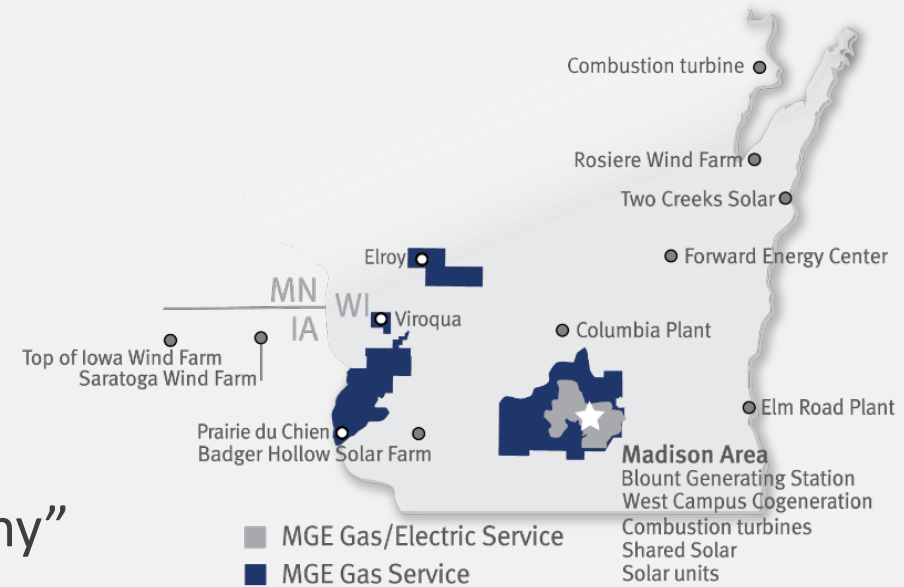 Combustion turbine
Rosiere Wind Farm
Two Creeks Solar
Elroy
Forward Energy Center
MN
WI
IA
Viroqua
Columbia Plant
Top of Iowa Wind Farm
Saratoga Wind Farm
Elm Road Plant
Prairie du Chien
Badger Hollow Solar Farm
Madison Area
Blount Generating Station
West Campus Cogeneration
Combustion turbines
Shared Solar
Solar units
MGE Gas/Electric Service
MGE Gas Service